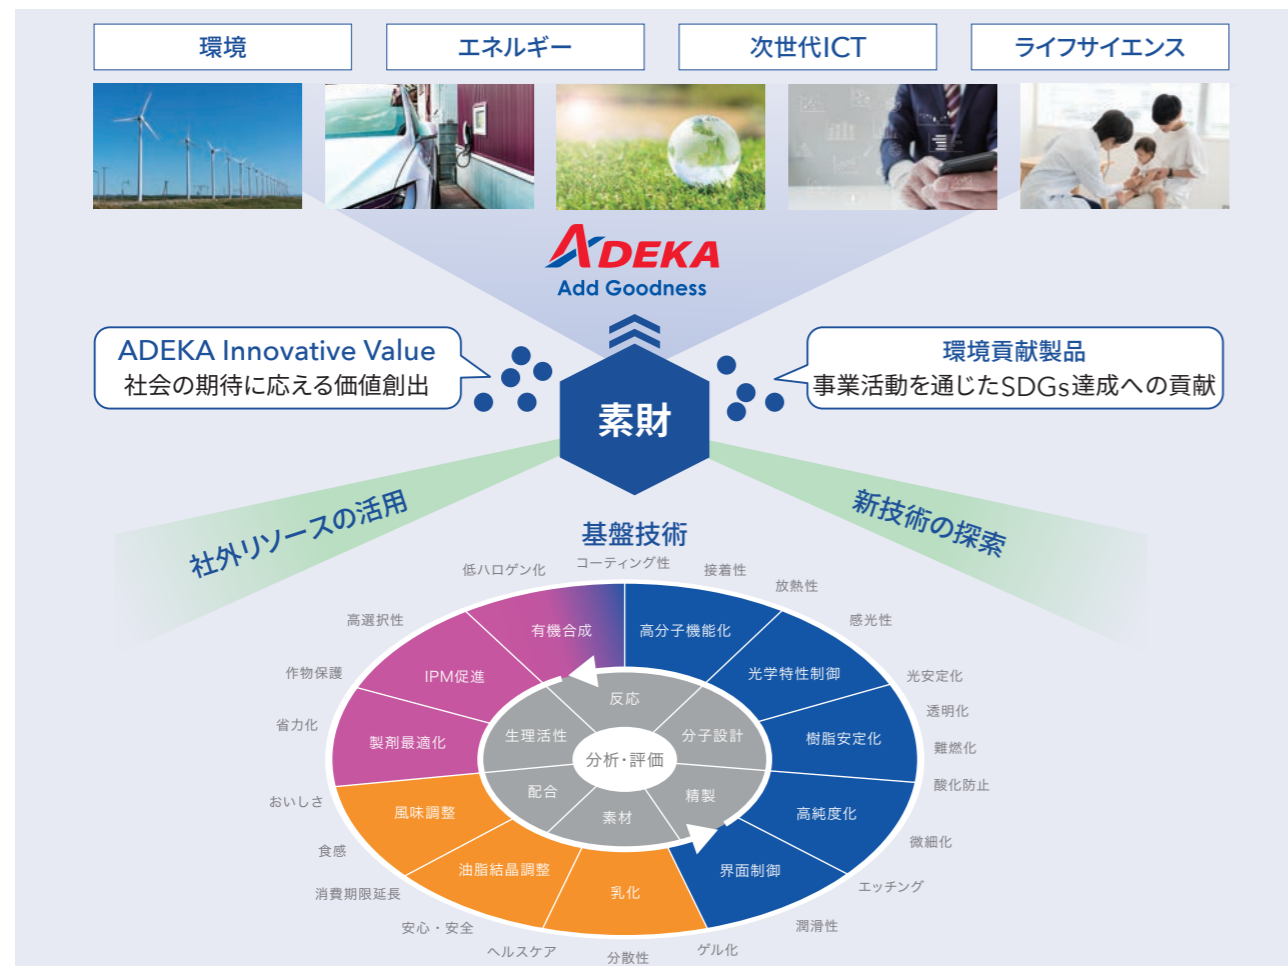 環境
エネルギー
次世代ICT
ライフサイエンス
ADEKA
Add Goodness
ADEKA Innovative Value
社会の期待に応える価値創出
環境貢献製品
事業活動を通じたSDGs達成への貢献
素財
社外リソースの活用
新技術の探索
基盤技術
コーティング性
接着性
放熱性
感光性
光安定化
透明化
難燃化
酸化防止
微細化
エッチング
潤滑性
ゲル化
分散性
ヘルスケア
安心・安全
消費期限延長
食感
おいしさ
省力化
作物保護
高選択性
低ハロゲン化
有機合成
高分子機能化
光学特性制御
樹脂安定化
高純度化
界面制御
乳化
油脂結晶調整
風味調整
製剤最適化
IPM促進
反応
分子設計
精製
素材
配合
生理活性
分析・評価